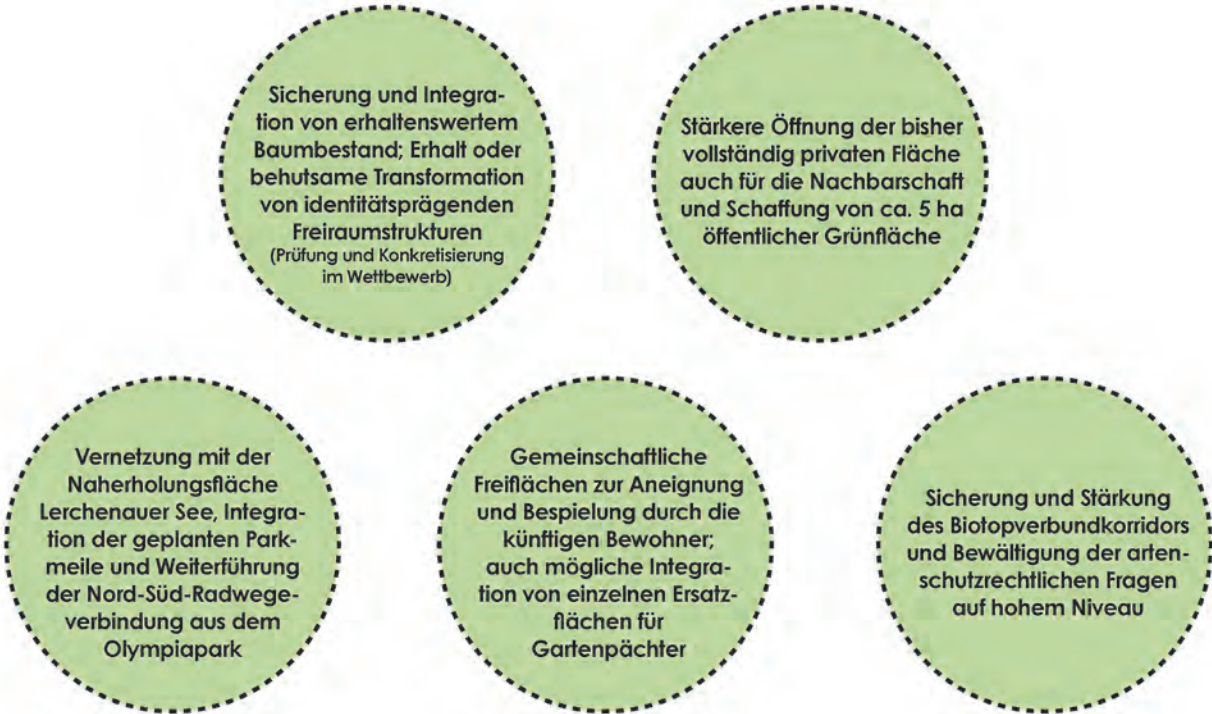 Sicherung und Integra-
tion von erhaltenswertem
Baumbestand; Erhalt oder
behutsame Transformation
von identitätsprägenden
Freiraumstrukturen
(Prüfung und Konkretisierung
im Wettbewerb)
Stärkere Öffnung der bisher
vollständig privaten Fläche
auch für die Nachbarschaft
und Schaffung von ca. 5 ha
öffentlicher Grünfläche
Vernetzung mit der
Naherholungsfläche
Lerchenauer See, Integra-
tion der geplanten Park-
meile und Weiterführung
der Nord-Süd-Radwege-
verbindung aus dem
Olympiapark
Gemeinschaftliche
Freiflächen zur Aneignung
und Bespielung durch die
künftigen Bewohner;
auch mögliche Integra-
tion von einzelnen Ersatz-
flächen für
Gartenpächter
Sicherung und Stärkung
des Biotopverbundkorridors
und Bewältigung der arten-
schutzrechtlichen Fragen
auf hohem Niveau